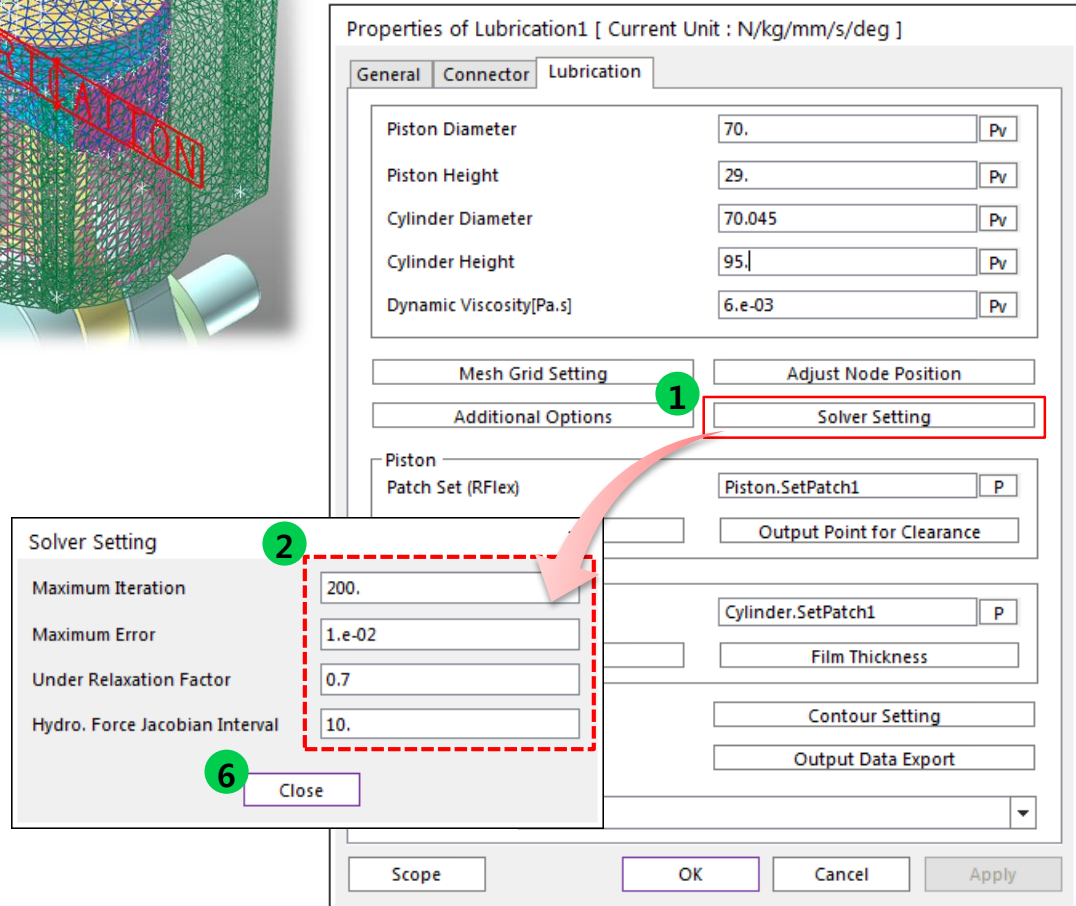 RICATION
Properties of Lubrication1 [ Current Unit : N/kg/mm/s/deg ]
General Connector Lubrication
Piston Diameter 70. Pv
Piston Height 29. Pv
Cylinder Diameter 70.045 Pv
Cylinder Height 95. Pv
Dynamic Viscosity[Pa.s] 6.e-03 Pv
Mesh Grid Setting Adjust Node Position
1
Additional Options Solver Setting
Piston
Patch Set (RFlex) Piston.SetPatch1 P
Output Point for Clearance
Cylinder.SetPatch1 P
Film Thickness
Contour Setting
Output Data Export
Solver Setting 2
Maximum Iteration 200.
Maximum Error 1.e-02
Under Relaxation Factor 0.7
Hydro. Force Jacobian Interval 10.
6
Close
Scope OK Cancel Apply